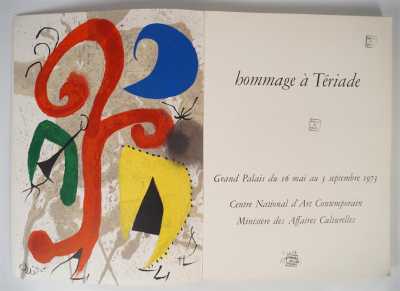 hommage à Tériade
Grand Palais du 16 mai au 3 septembre 1973
Centre National d'Art Contemporain
Ministère des Affaires Culturelles